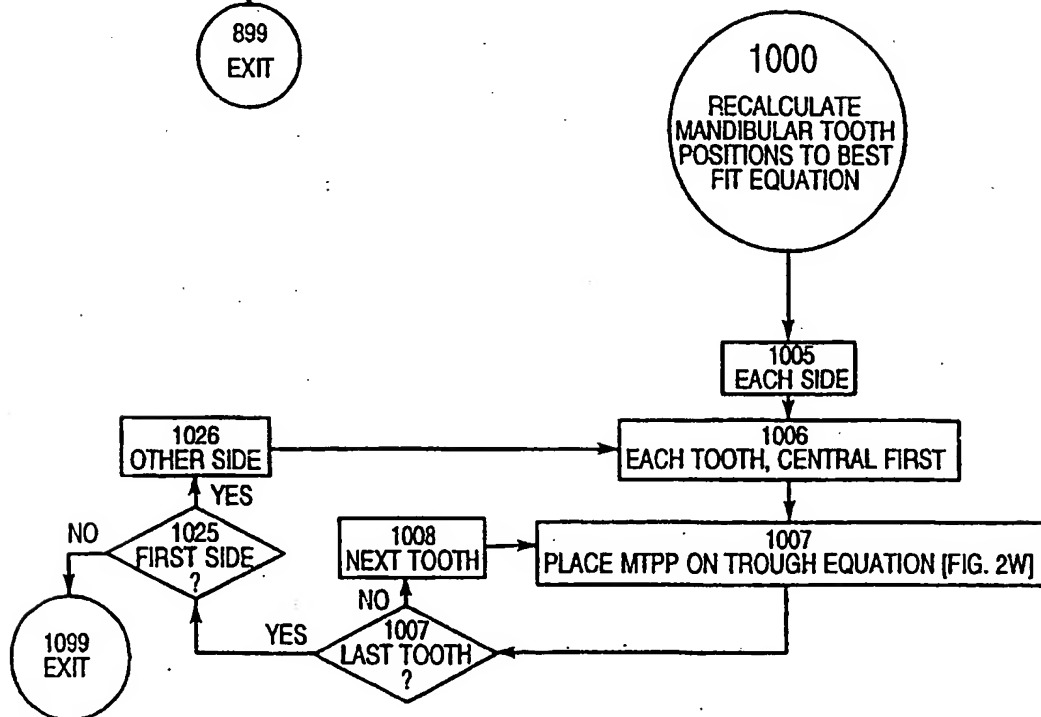 899
EXIT
1000
RECALCULATE
MANDIBULAR TOOTH
POSITIONS TO BEST
FIT EQUATION
1005
EACH SIDE
1006
EACH TOOTH, CENTRAL FIRST
1007
PLACE MTPP ON TROUGH EQUATION [FIG. 2W]
1007
LAST TOOTH
?
NO
1008
NEXT TOOTH
YES
1025
FIRST SIDE
?
YES
1026
OTHER SIDE
NO
1099
EXIT